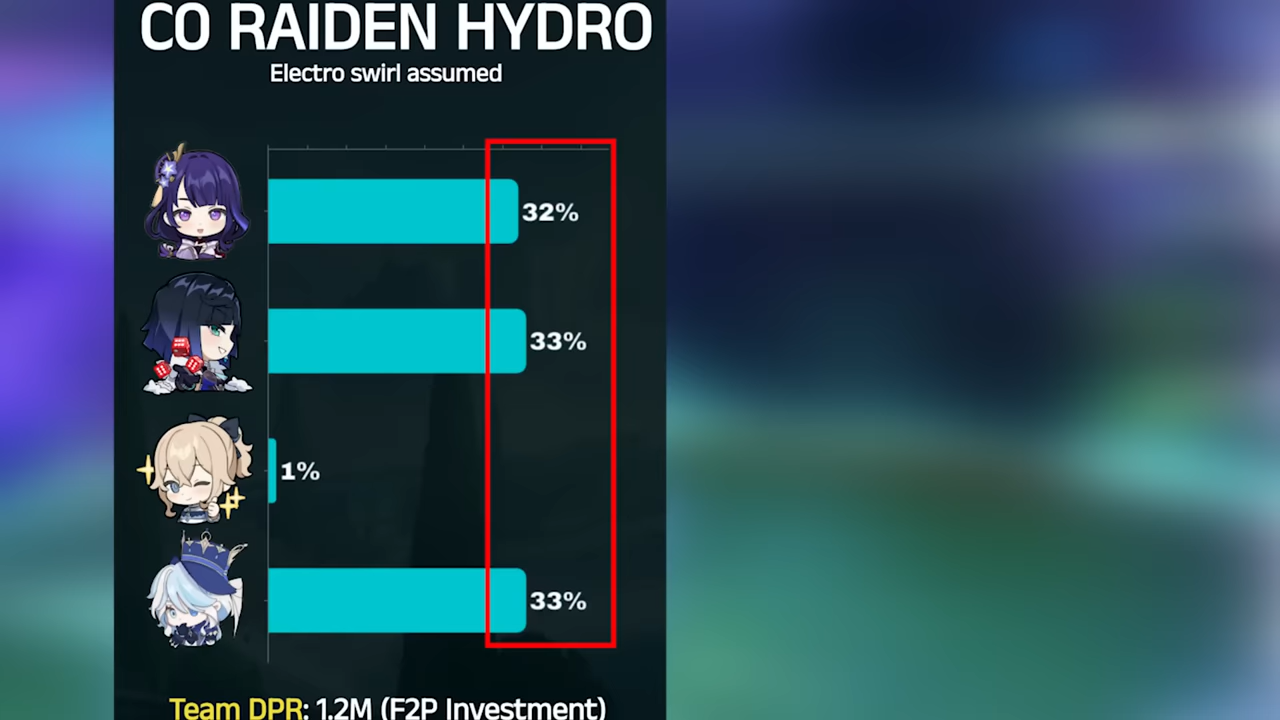 C0 RAIDEN HYDRO
Electro swirl assumed
32%
33%
1%
33%
Team DPR: 1.2M (F2P Investment)